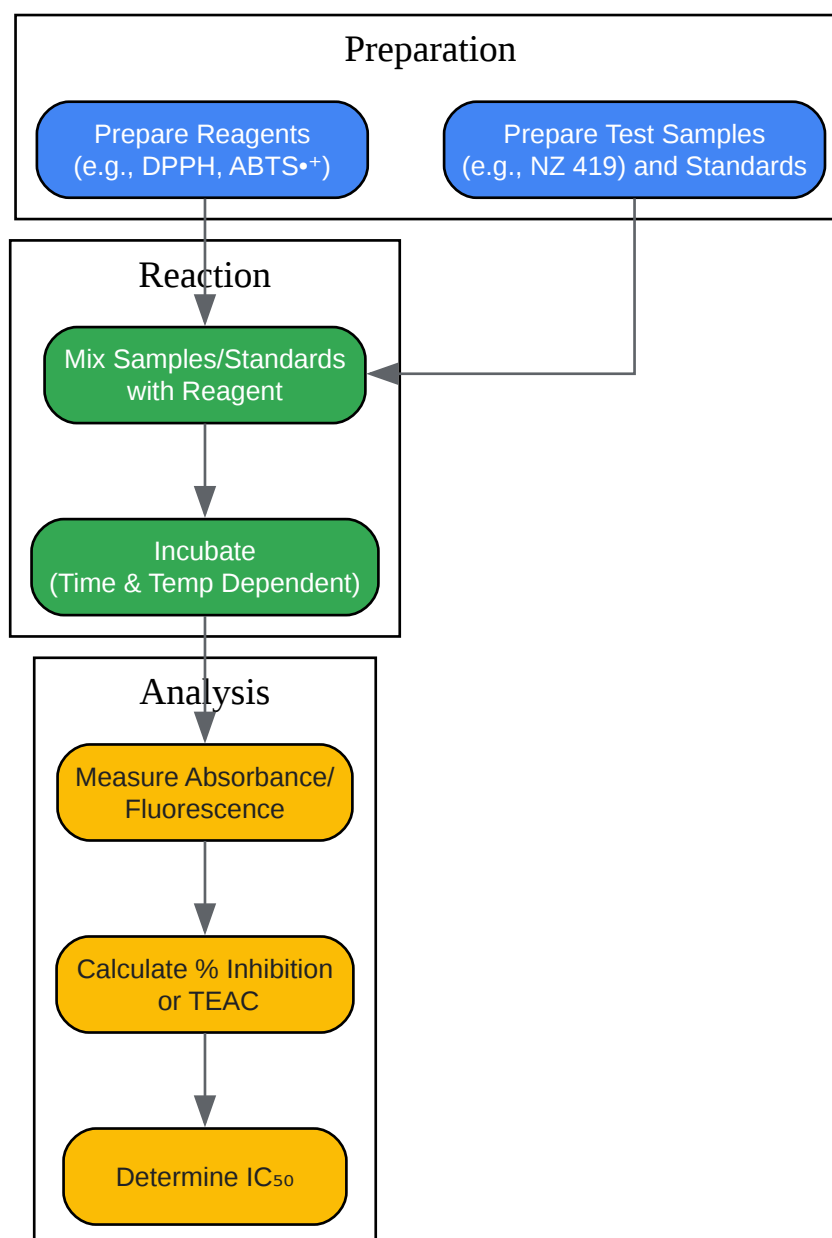 Preparation
Prepare Reagents
(e.g., DPPH, ABTS•⁺)
Prepare Test Samples
(e.g., NZ 419) and Standards
Reaction
Mix Samples/Standards
with Reagent
Incubate
(Time & Temp Dependent)
Analysis
Measure Absorbance/
Fluorescence
Calculate % Inhibition
or TEAC
Determine IC₅₀